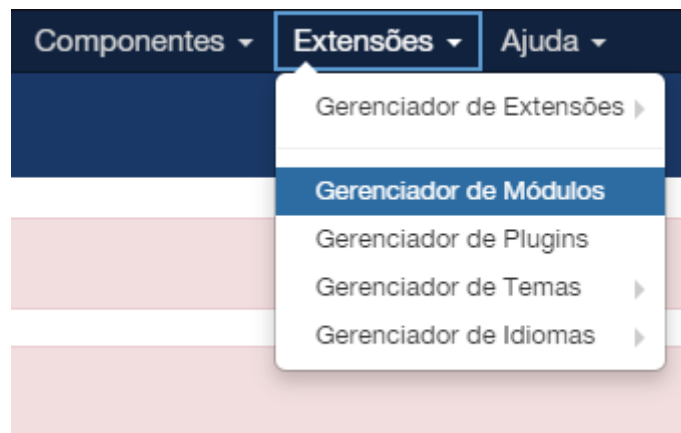 Componentes Extensões Ajuda
Gerenciador de Extensões
Gerenciador de Módulos
Gerenciador de Plugins
Gerenciador de Temas
Gerenciador de Idiomas